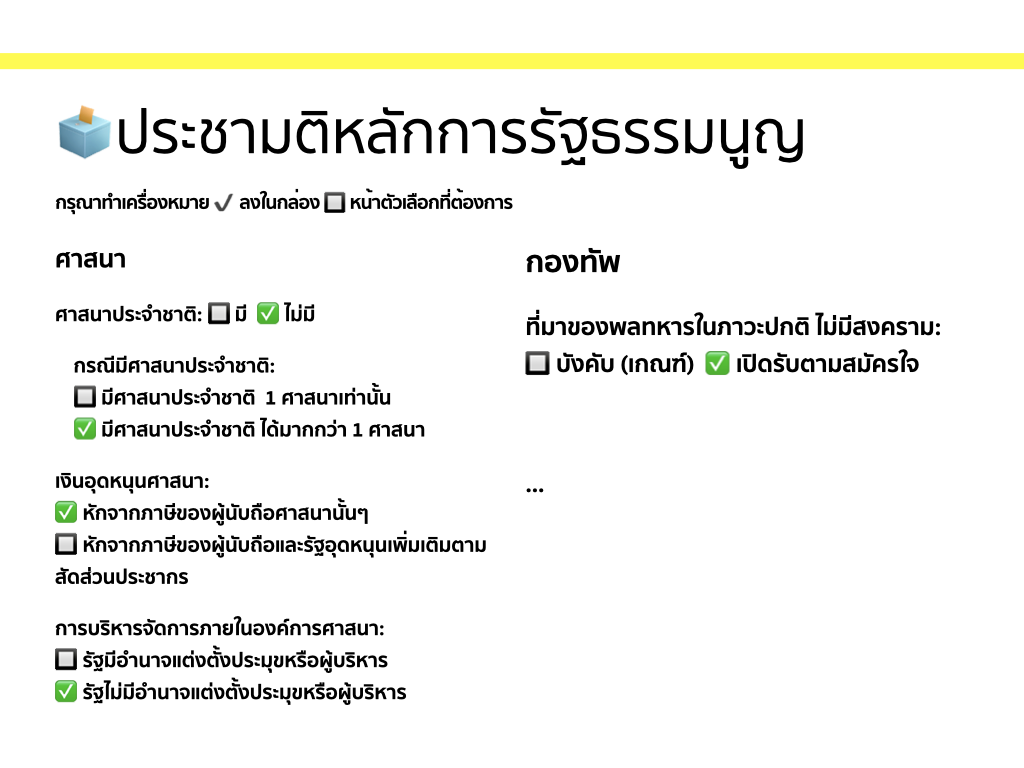 🗳️ประชามติหลักการรัฐธรรมนูญ
กรุณาทำเครื่องหมาย ✔️ ลงในกล่อง 🔲 หน้าตัวเลือกที่ต้องการ
ศาสนา
ศาสนาประจำชาติ: 🔲 มี ✅ ไม่มี
กรณีมีศาสนาประจำชาติ:
🔲 มีศาสนาประจำชาติ 1 ศาสนาเท่านั้น
✅ มีศาสนาประจำชาติ ได้มากกว่า 1 ศาสนา
เงินอุดหนุนศาสนา:
✅ หักจากภาษีของผู้นับถือศาสนานั้นๆ
🔲 หักจากภาษีของผู้นับถือและรัฐอุดหนุนเพิ่มเติมตาม
สัดส่วนประชากร
การบริหารจัดการภายในองค์การศาสนา:
🔲 รัฐมีอำนาจแต่งตั้งประมุขหรือผู้บริหาร
✅ รัฐไม่มีอำนาจแต่งตั้งประมุขหรือผู้บริหาร
กองทัพ
ที่มาของพลทหารในภาวะปกติ ไม่มีสงคราม:
🔲 บังคับ (เกณฑ์) ✅ เปิดรับตามสมัครใจ
...